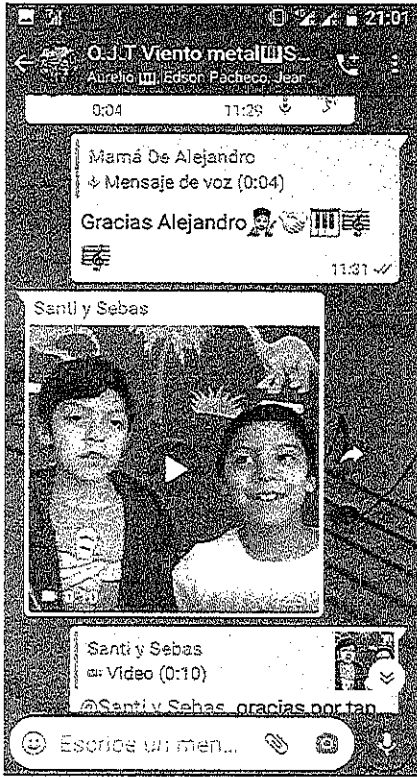 21:01
O.J.T Viento metal🎹S...
Aurelio 🎹, Edson Pacheco, Jear...
0:04 11:29
Mamá De Alejandro
Mensaje de voz (0:04)
Gracias Alejandro
11:31
Santi y Sebas
Santi y Sebas
Video (0:10)
@Santi y Sebas gracias por tan
Escribe un men...